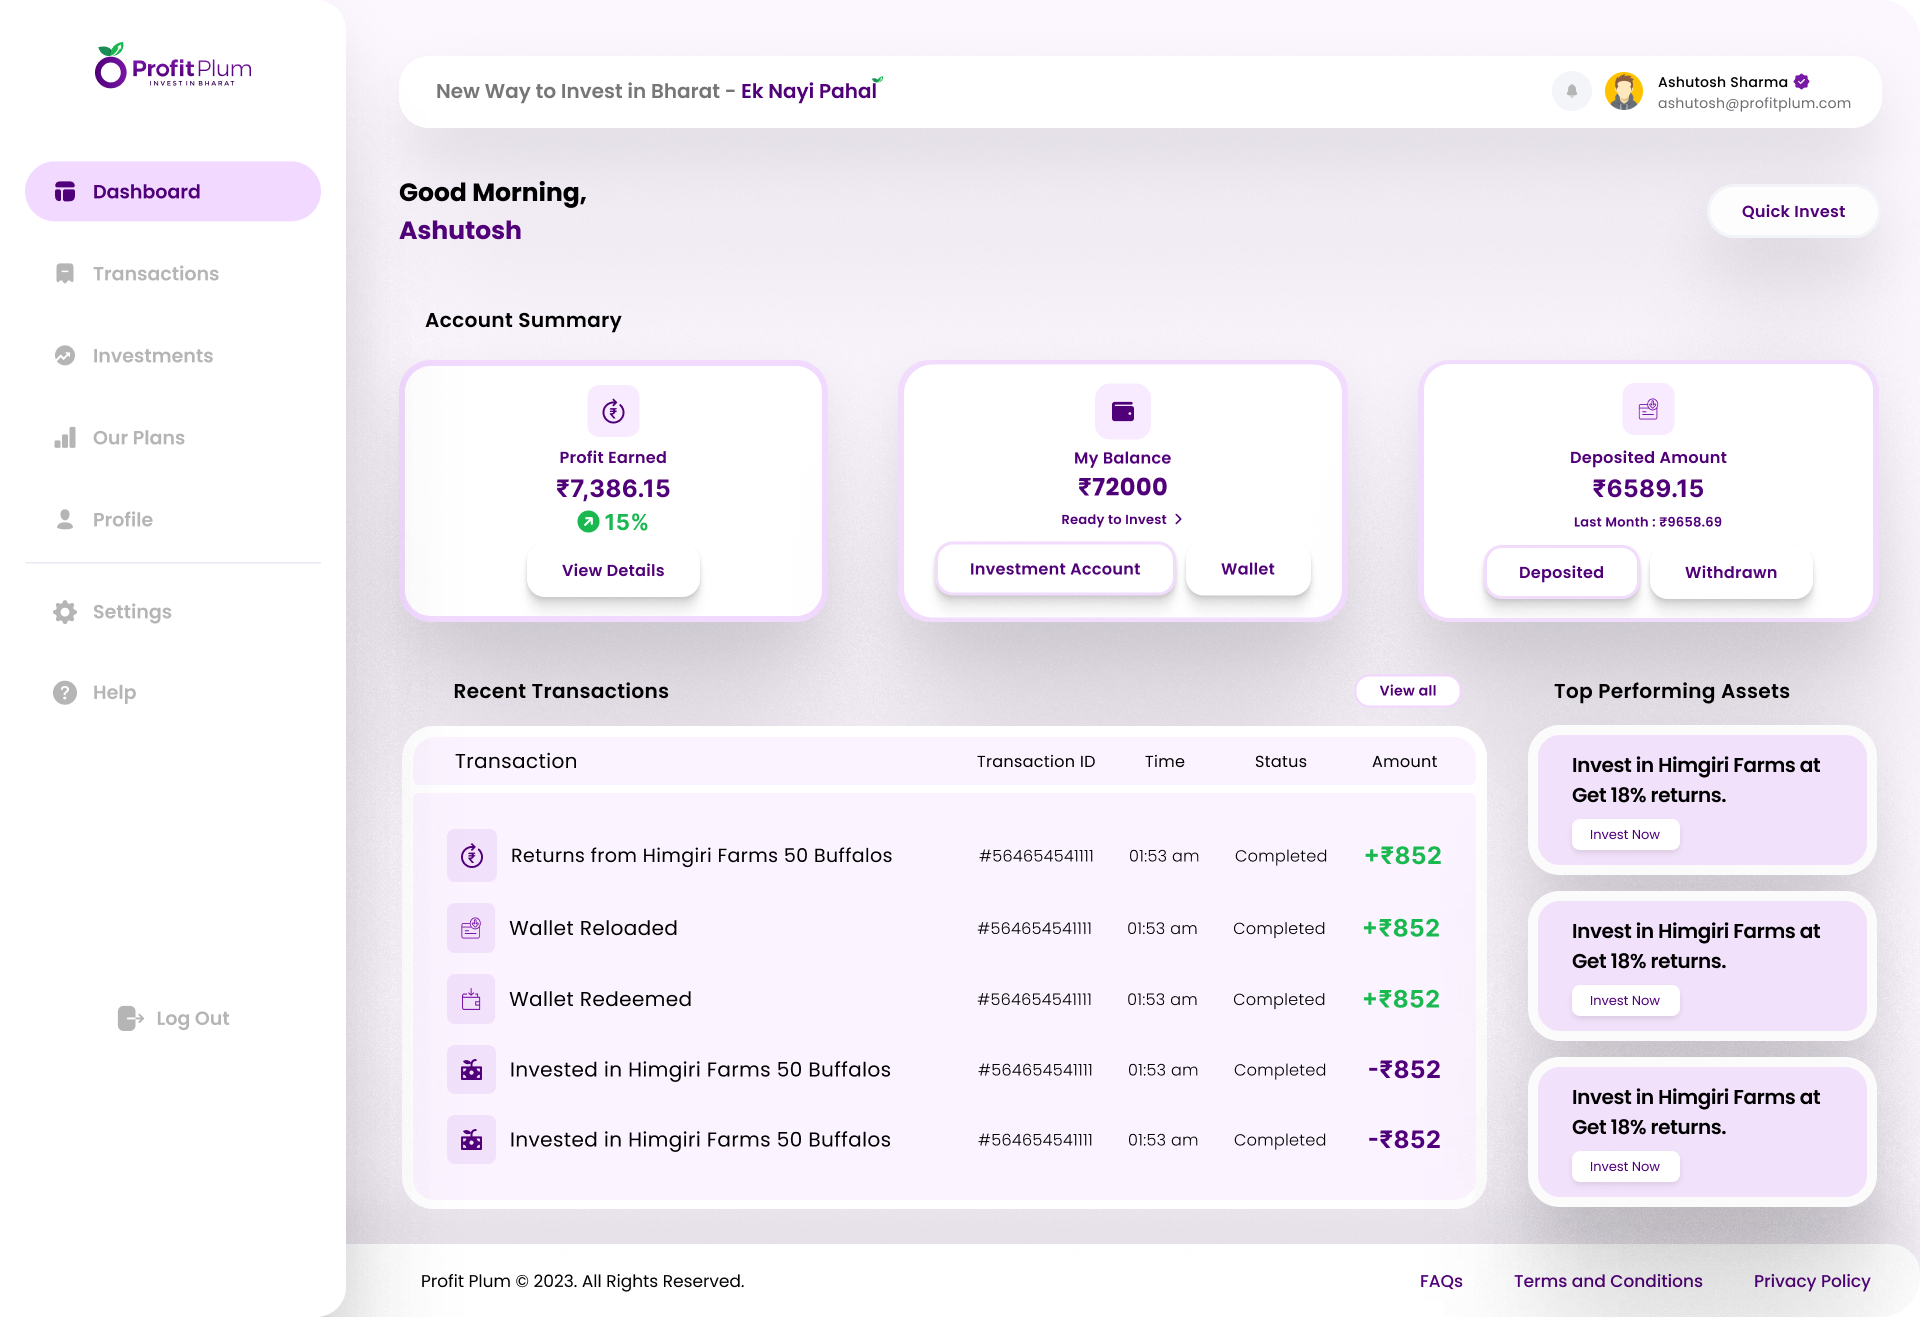 Profit Plum
INVEST IN BHARAT
Dashboard
Transactions
Investments
Our Plans
Profile
Settings
Help
Log Out
New Way to Invest in Bharat - Ek Nayi Pahal
Ashutosh Sharma
ashutosh@profitplum.com
Good Morning,
Ashutosh
Quick Invest
Account Summary
Profit Earned
₹7,386.15
15%
View Details
My Balance
₹72000
Ready to Invest >
Investment Account
Wallet
Deposited Amount
₹6589.15
Last Month : ₹9658.69
Deposited
Withdrawn
Recent Transactions
View all
Transaction Transaction ID Time Status Amount
Returns from Himgiri Farms 50 Buffalos #564654541111 01:53 am Completed +₹852
Wallet Reloaded #564654541111 01:53 am Completed +₹852
Wallet Redeemed #564654541111 01:53 am Completed +₹852
Invested in Himgiri Farms 50 Buffalos #564654541111 01:53 am Completed -₹852
Invested in Himgiri Farms 50 Buffalos #564654541111 01:53 am Completed -₹852
Top Performing Assets
Invest in Himgiri Farms at
Get 18% returns.
Invest Now
Invest in Himgiri Farms at
Get 18% returns.
Invest Now
Invest in Himgiri Farms at
Get 18% returns.
Invest Now
Profit Plum © 2023. All Rights Reserved.
FAQs
Terms and Conditions
Privacy Policy